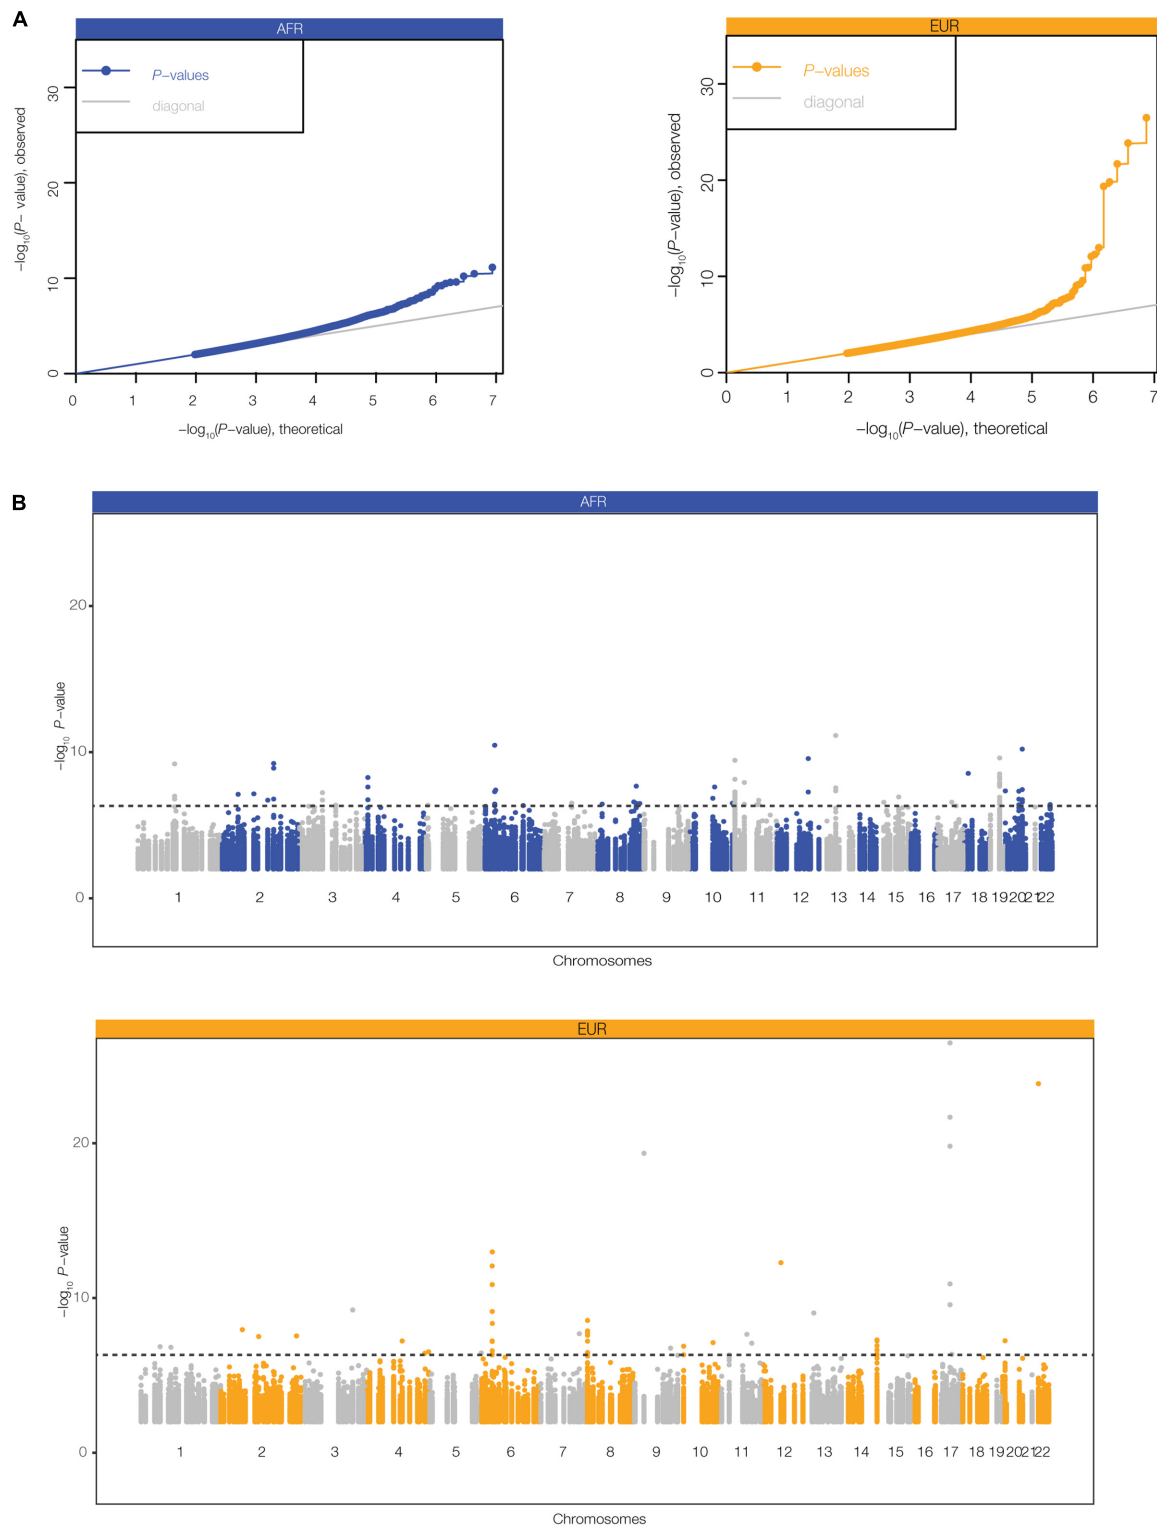 A
AFR
P–values
diagonal
–log10(P– value), observed
0 10 20 30
0 1 2 3 4 5 6 7
–log10(P–value), theoretical
EUR
P–values
diagonal
–log10(P–value), observed
0 10 20 30
0 1 2 3 4 5 6 7
–log10(P–value), theoretical
B
AFR
–log10 P–value
20
10
0
1 2 3 4 5 6 7 8 9 10 11 12 13 14 15 16 17 18 19 20 21 22
Chromosomes
EUR
–log10 P–value
20
10
0
1 2 3 4 5 6 7 8 9 10 11 12 13 14 15 16 17 18 19 20 21 22
Chromosomes